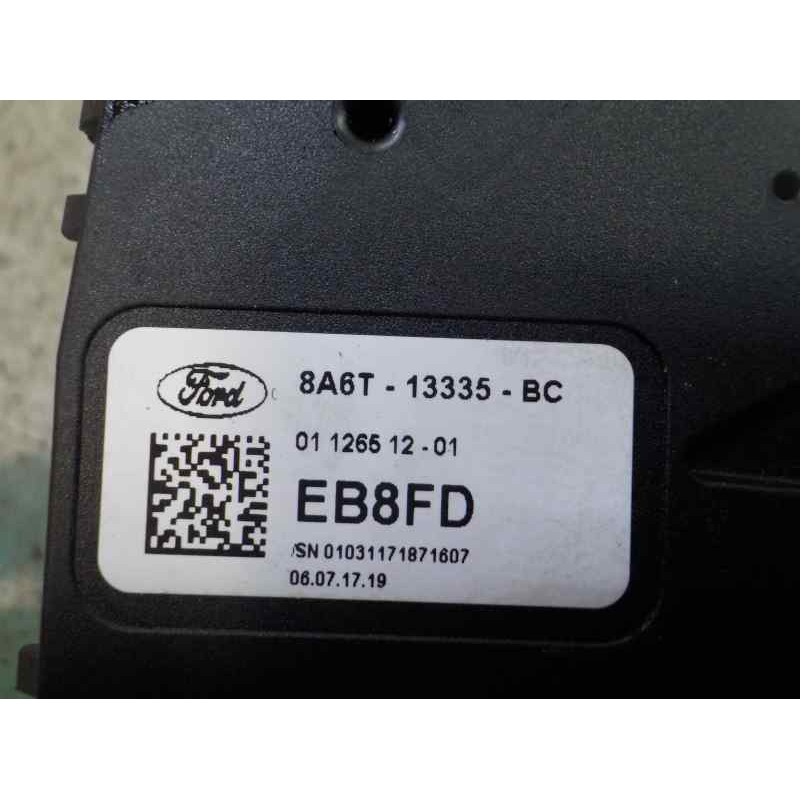 Ford
8A6T - 13335 - BC
01 1265 12 - 01
EB8FD
/SN 01031171871607
06.07.17.19